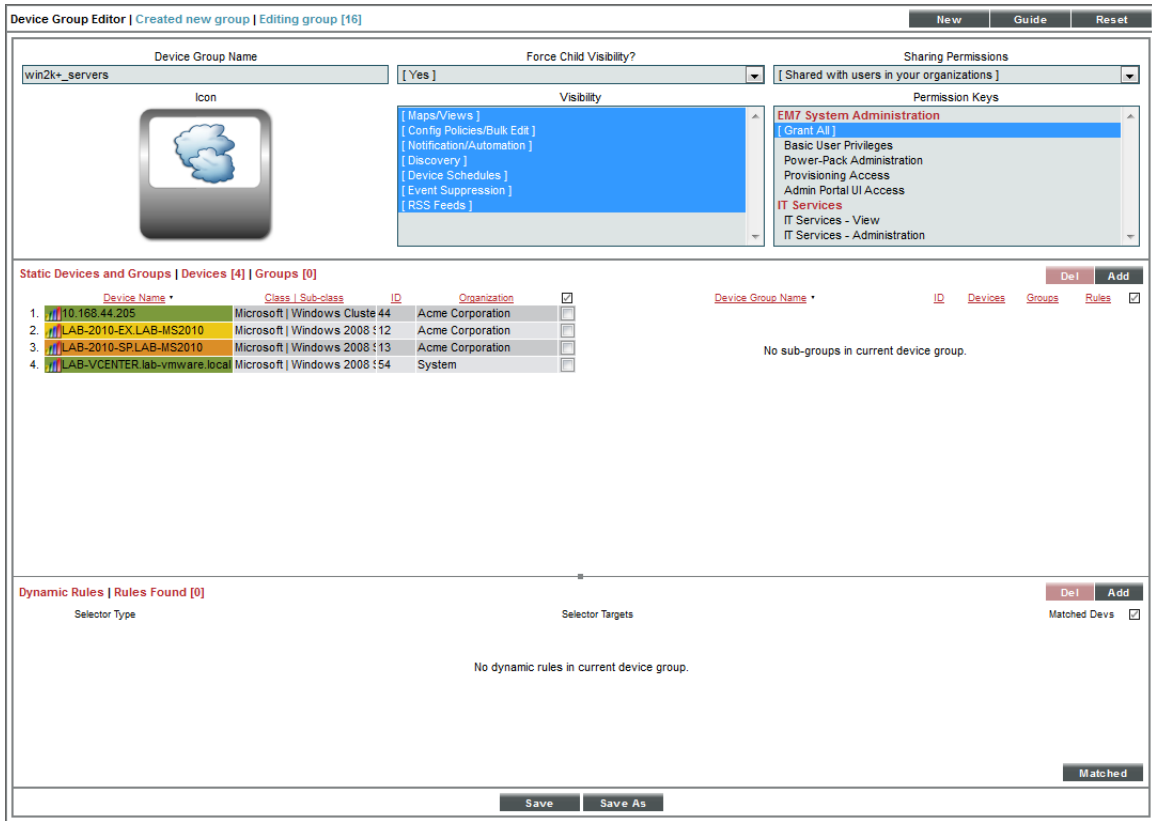 Device Group Editor | Created new group | Editing group [16]
New Guide Reset
Device Group Name
win2k+_servers
Force Child Visibility?
[ Yes ]
Sharing Permissions
[ Shared with users in your organizations ]
Icon
Visibility
[ Maps/Views ]
[ Config Policies/Bulk Edit ]
[ Notification/Automation ]
[ Discovery ]
[ Device Schedules ]
[ Event Suppression ]
[ RSS Feeds ]
Permission Keys
EM7 System Administration
[ Grant All ]
Basic User Privileges
Power-Pack Administration
Provisioning Access
Admin Portal UI Access
IT Services
IT Services - View
IT Services - Administration
Static Devices and Groups | Devices [4] | Groups [0]
Del Add
Device Name Class | Sub-class ID Organization
1. 10.168.44.205 Microsoft | Windows Cluste 44 Acme Corporation
2. LAB-2010-EX.LAB-MS2010 Microsoft | Windows 2008 S 12 Acme Corporation
3. LAB-2010-SP.LAB-MS2010 Microsoft | Windows 2008 S 13 Acme Corporation
4. LAB-VCENTER.lab-vmware.local Microsoft | Windows 2008 S 54 System
Device Group Name ID Devices Groups Rules
No sub-groups in current device group.
Dynamic Rules | Rules Found [0]
Del Add
Selector Type Selector Targets Matched Devs
No dynamic rules in current device group.
Matched
Save Save As